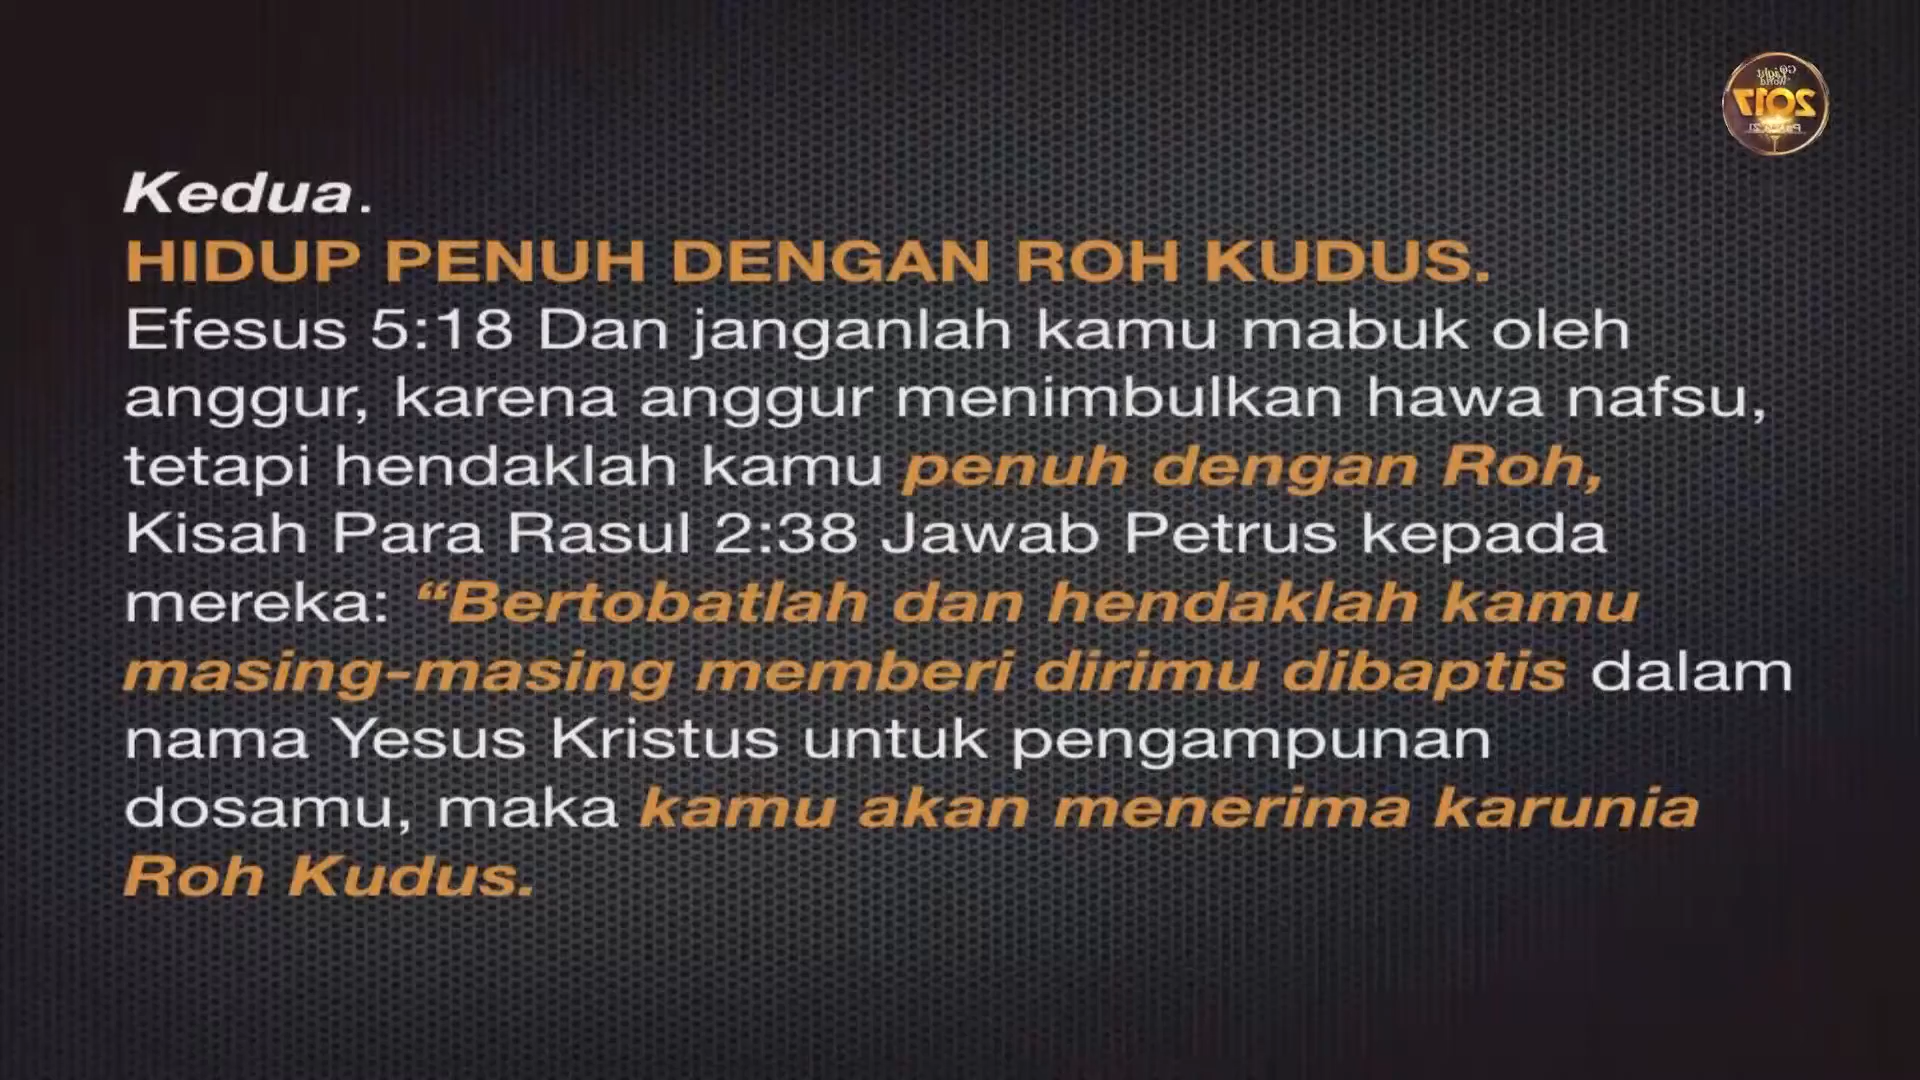 2017
Kedua.
HIDUP PENUH DENGAN ROH KUDUS.
Efesus 5:18 Dan janganlah kamu mabuk oleh
anggur, karena anggur menimbulkan hawa nafsu,
tetapi hendaklah kamu penuh dengan Roh,
Kisah Para Rasul 2:38 Jawab Petrus kepada
mereka: “Bertobatlah dan hendaklah kamu
masing-masing memberi dirimu dibaptis dalam
nama Yesus Kristus untuk pengampunan
dosamu, maka kamu akan menerima karunia
Roh Kudus.